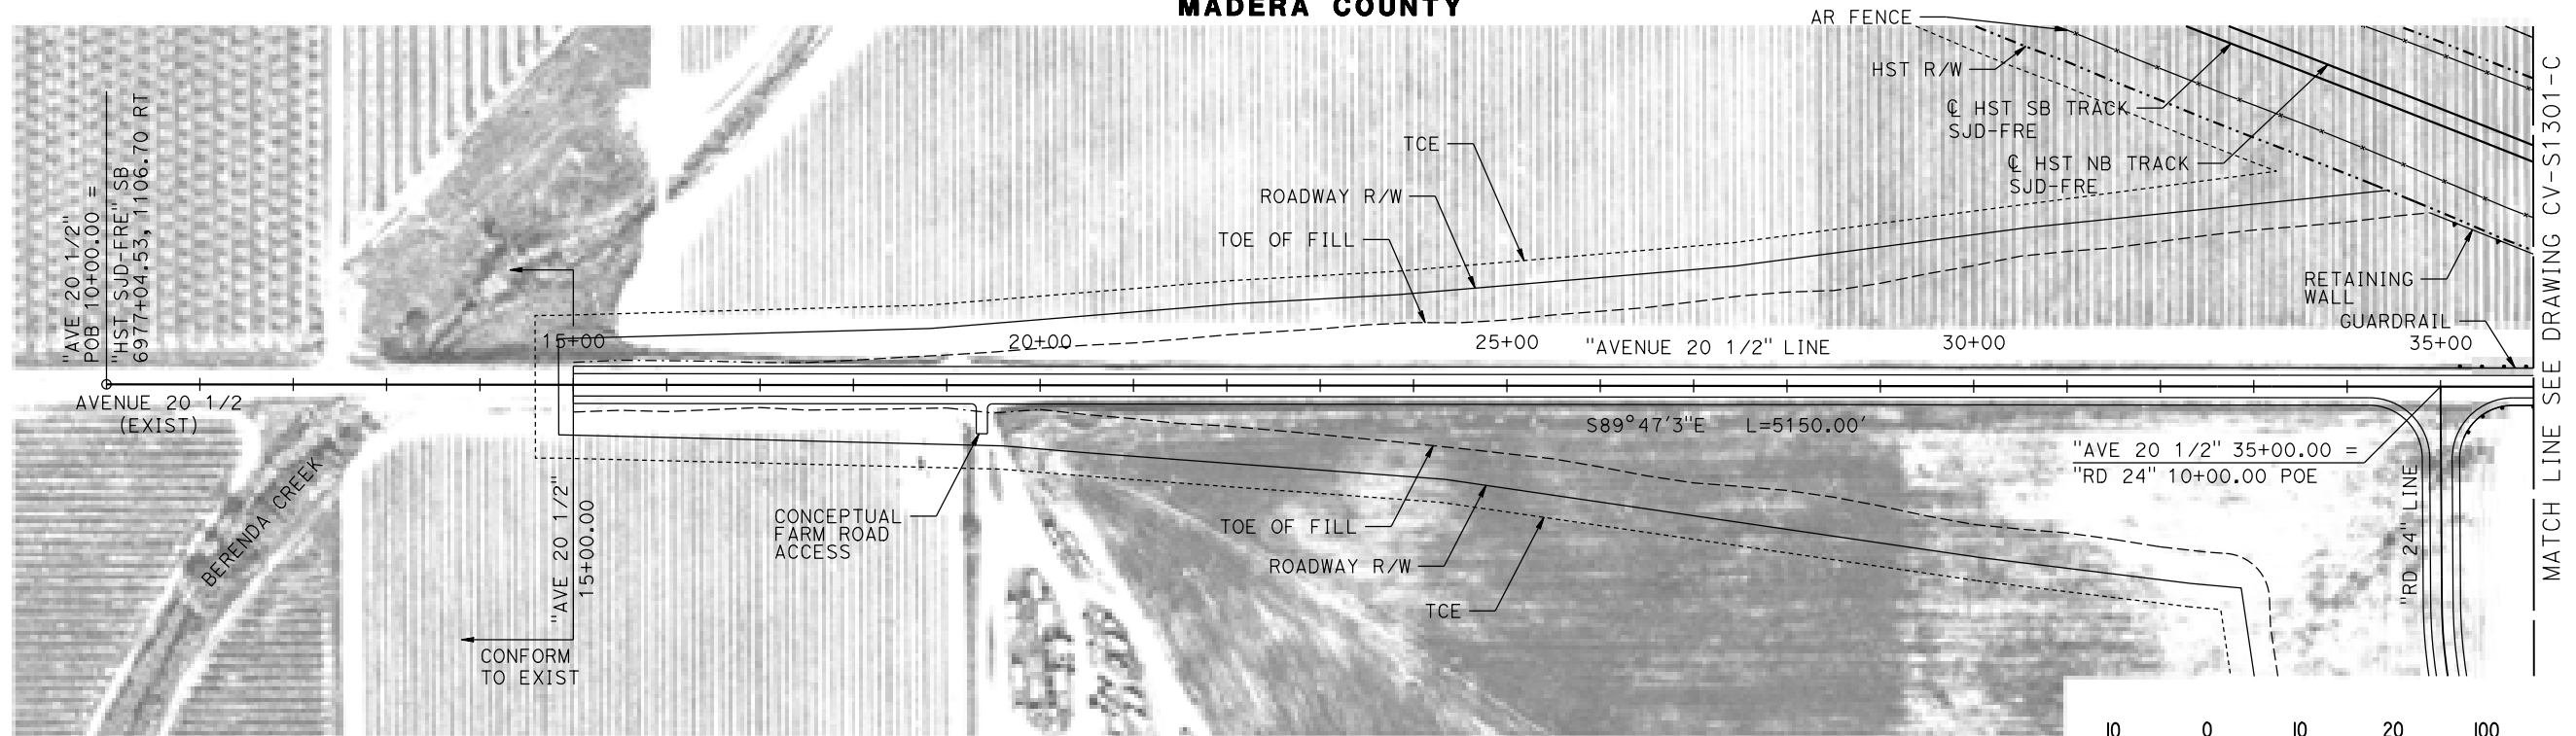 MADERA COUNTY
AR FENCE
HST R/W
℄ HST SB TRACK
SJD-FRE
℄ HST NB TRACK
SJD-FRE
TCE
ROADWAY R/W
TOE OF FILL
RETAINING
WALL
GUARDRAIL
"AVE 20 1/2"
POB 10+00.00 =
"HST SJD-FRE" SB
6977+04.53, 1106.70 RT
15+00
20+00
25+00
"AVENUE 20 1/2" LINE
30+00
35+00
AVENUE 20 1/2
(EXIST)
S89°47'3"E L=5150.00'
"AVE 20 1/2" 35+00.00 =
"RD 24" 10+00.00 POE
BERENDA CREEK
"AVE 20 1/2"
15+00.00
CONCEPTUAL
FARM ROAD
ACCESS
TOE OF FILL
ROADWAY R/W
TCE
"RD 24" LINE
CONFORM
TO EXIST
MATCH LINE SEE DRAWING CV-S1301-C
10 0 10 20 100